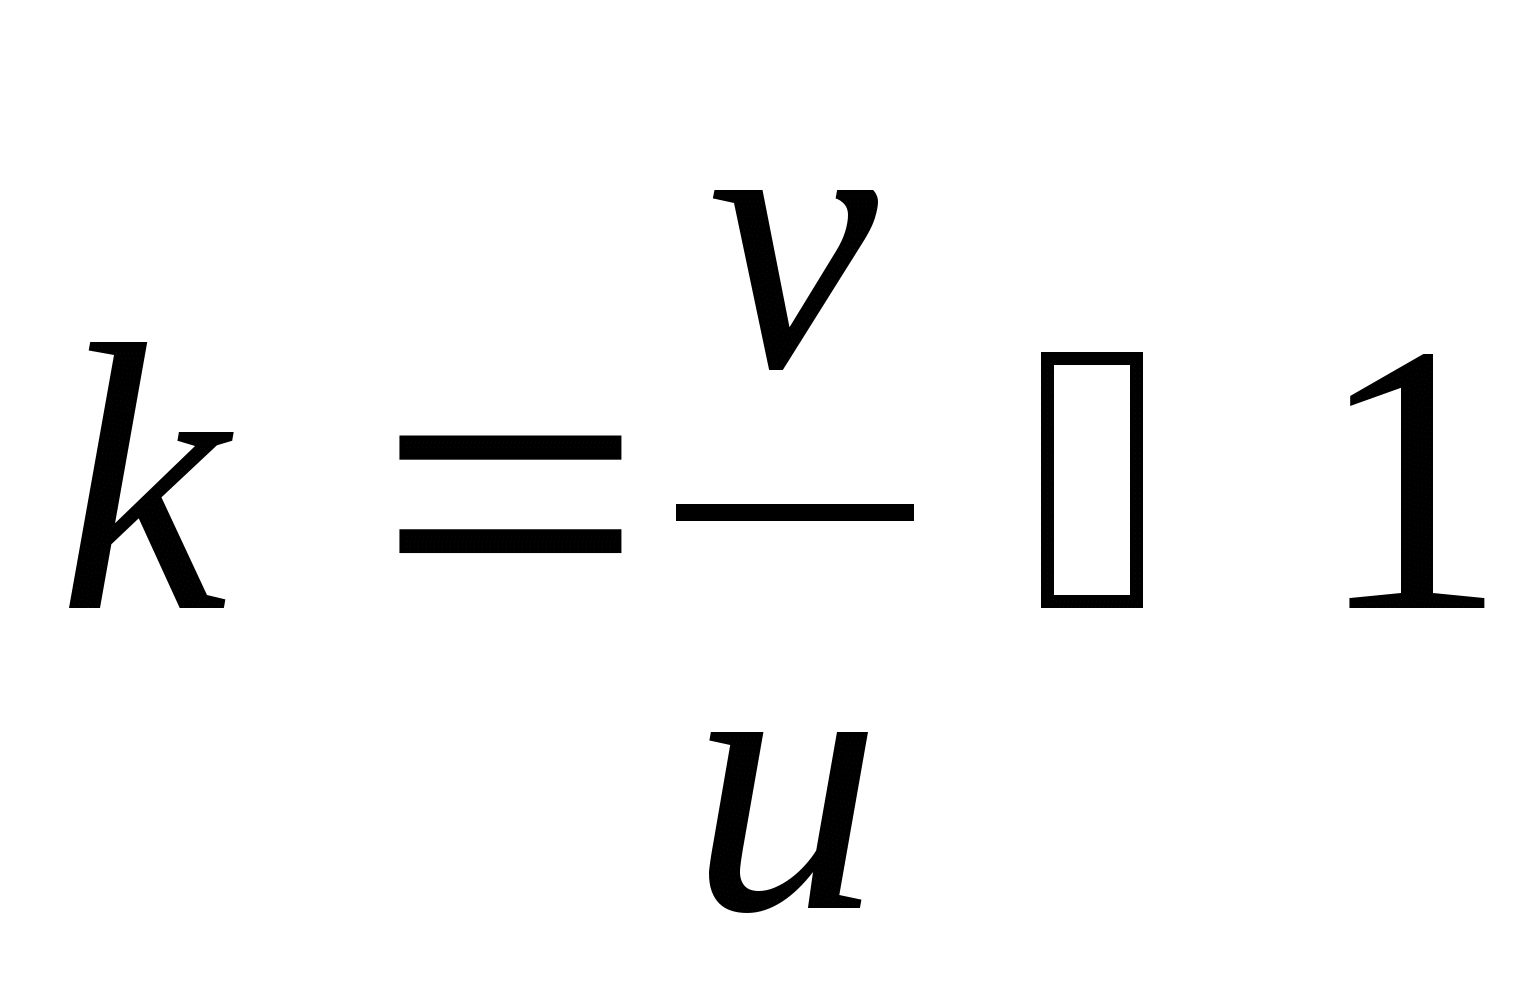 k = v/u ▯ 1